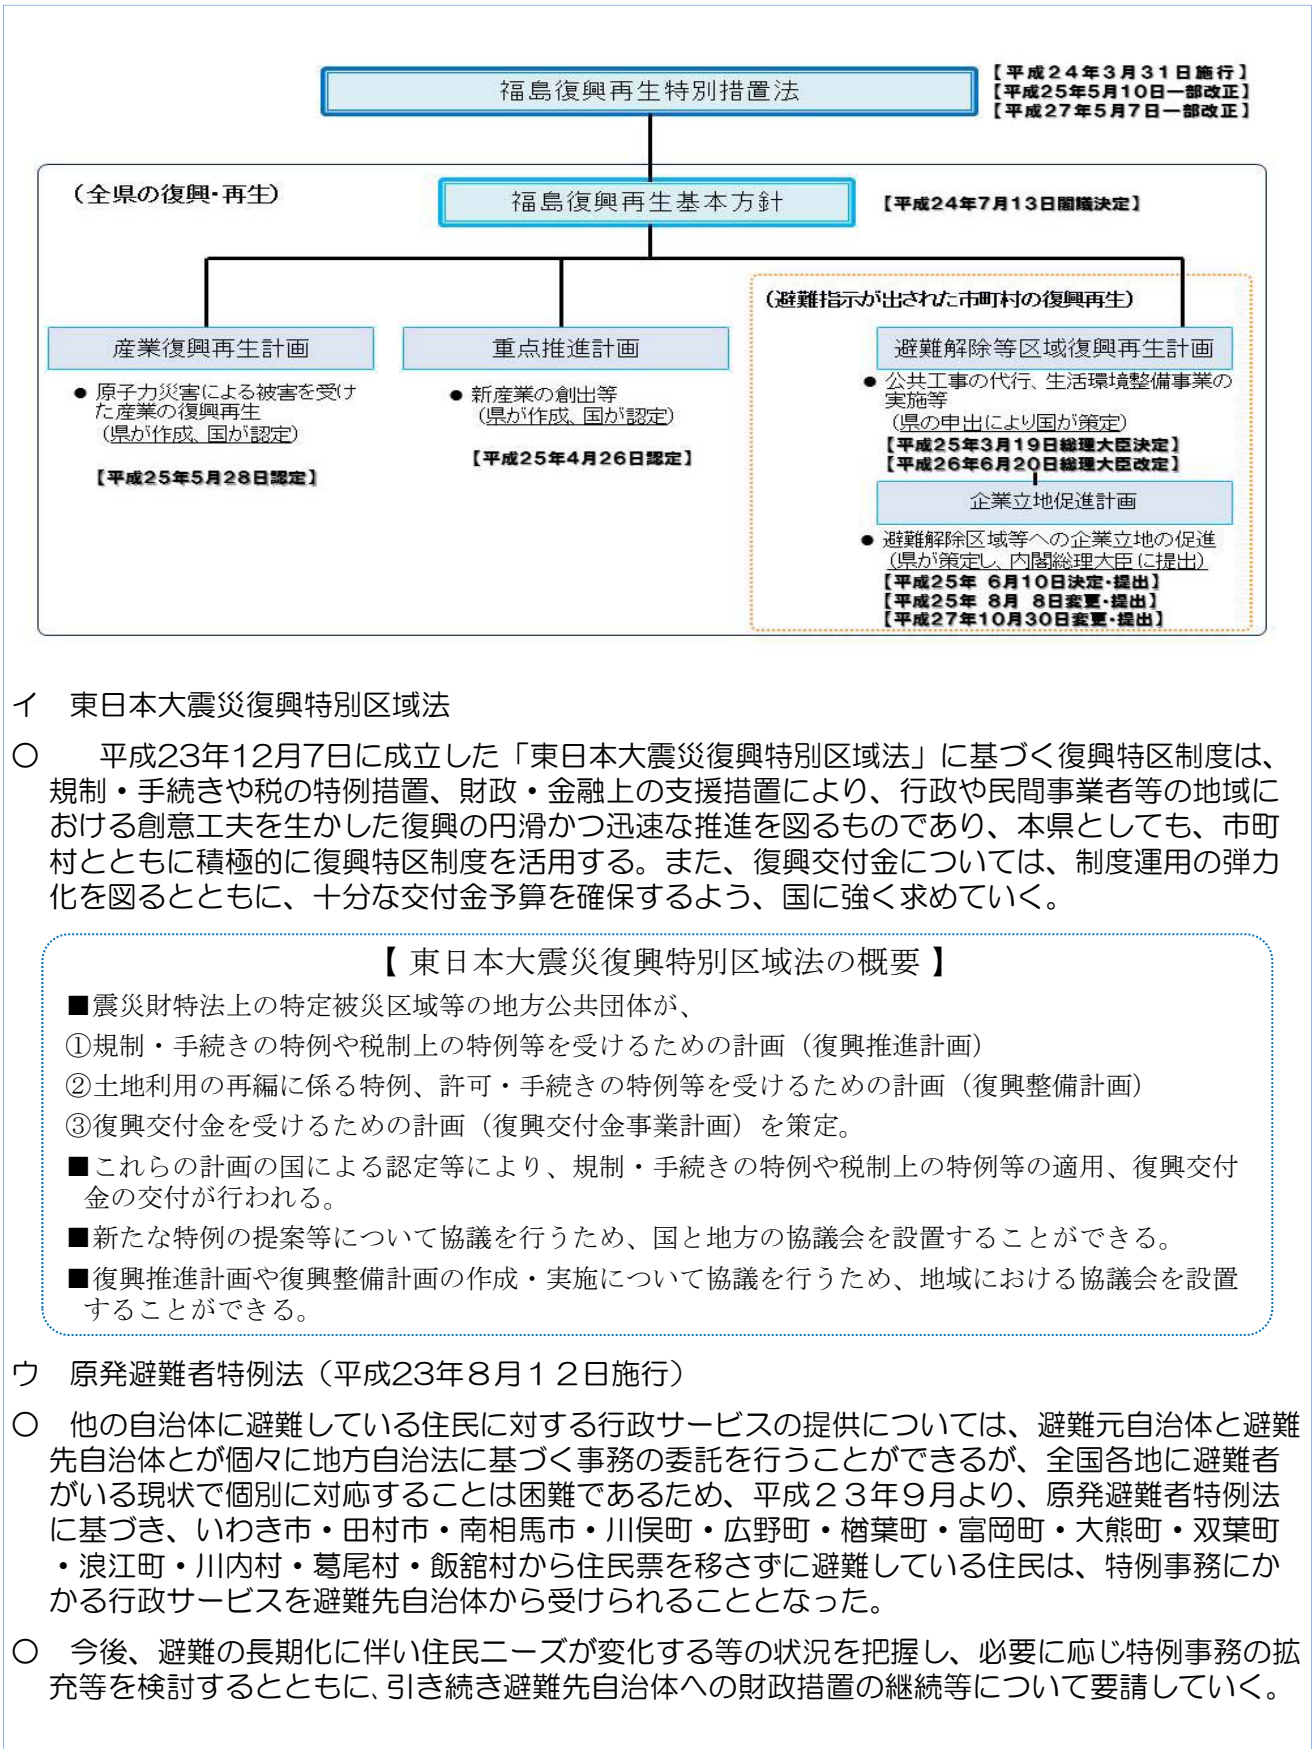 福島復興再生特別措置法
【平成24年3月31日施行】
【平成25年5月10日一部改正】
【平成27年5月7日一部改正】
（全県の復興・再生）
福島復興再生基本方針
【平成24年7月13日閣議決定】
（避難指示が出された市町村の復興再生）
産業復興再生計画
● 原子力災害による被害を受け
た産業の復興再生
（県が作成、国が認定）
【平成25年5月28日認定】
重点推進計画
● 新産業の創出等
（県が作成、国が認定）
【平成25年4月26日認定】
避難解除等区域復興再生計画
● 公共工事の代行、生活環境整備事業の
実施等
（県の申出により国が策定）
【平成25年3月19日総理大臣決定】
【平成26年6月20日総理大臣改定】
企業立地促進計画
● 避難解除区域等への企業立地の促進
（県が策定し、内閣総理大臣に提出）
【平成25年 6月10日決定・提出】
【平成25年 8月 8日変更・提出】
【平成27年10月30日変更・提出】
イ　東日本大震災復興特別区域法
○　平成23年12月7日に成立した「東日本大震災復興特別区域法」に基づく復興特区制度は、
規制・手続きや税の特例措置、財政・金融上の支援措置により、行政や民間事業者等の地域に
おける創意工夫を生かした復興の円滑かつ迅速な推進を図るものであり、本県としても、市町
村とともに積極的に復興特区制度を活用する。また、復興交付金については、制度運用の弾力
化を図るとともに、十分な交付金予算を確保するよう、国に強く求めていく。
【 東日本大震災復興特別区域法の概要 】
■震災財特法上の特定被災区域等の地方公共団体が、
①規制・手続きの特例や税制上の特例等を受けるための計画（復興推進計画）
②土地利用の再編に係る特例、許可・手続きの特例等を受けるための計画（復興整備計画）
③復興交付金を受けるための計画（復興交付金事業計画）を策定。
■これらの計画の国による認定等により、規制・手続きの特例や税制上の特例等の適用、復興交付
金の交付が行われる。
■新たな特例の提案等について協議を行うため、国と地方の協議会を設置することができる。
■復興推進計画や復興整備計画の作成・実施について協議を行うため、地域における協議会を設置
することができる。
ウ　原発避難者特例法（平成23年８月１２日施行）
○　他の自治体に避難している住民に対する行政サービスの提供については、避難元自治体と避難
先自治体とが個々に地方自治法に基づく事務の委託を行うことができるが、全国各地に避難者
がいる現状で個別に対応することは困難であるため、平成２３年９月より、原発避難者特例法
に基づき、いわき市・田村市・南相馬市・川俣町・広野町・楢葉町・富岡町・大熊町・双葉町
・浪江町・川内村・葛尾村・飯舘村から住民票を移さずに避難している住民は、特例事務にか
かる行政サービスを避難先自治体から受けられることとなった。
○　今後、避難の長期化に伴い住民ニーズが変化する等の状況を把握し、必要に応じ特例事務の拡
充等を検討するとともに、引き続き避難先自治体への財政措置の継続等について要請していく。